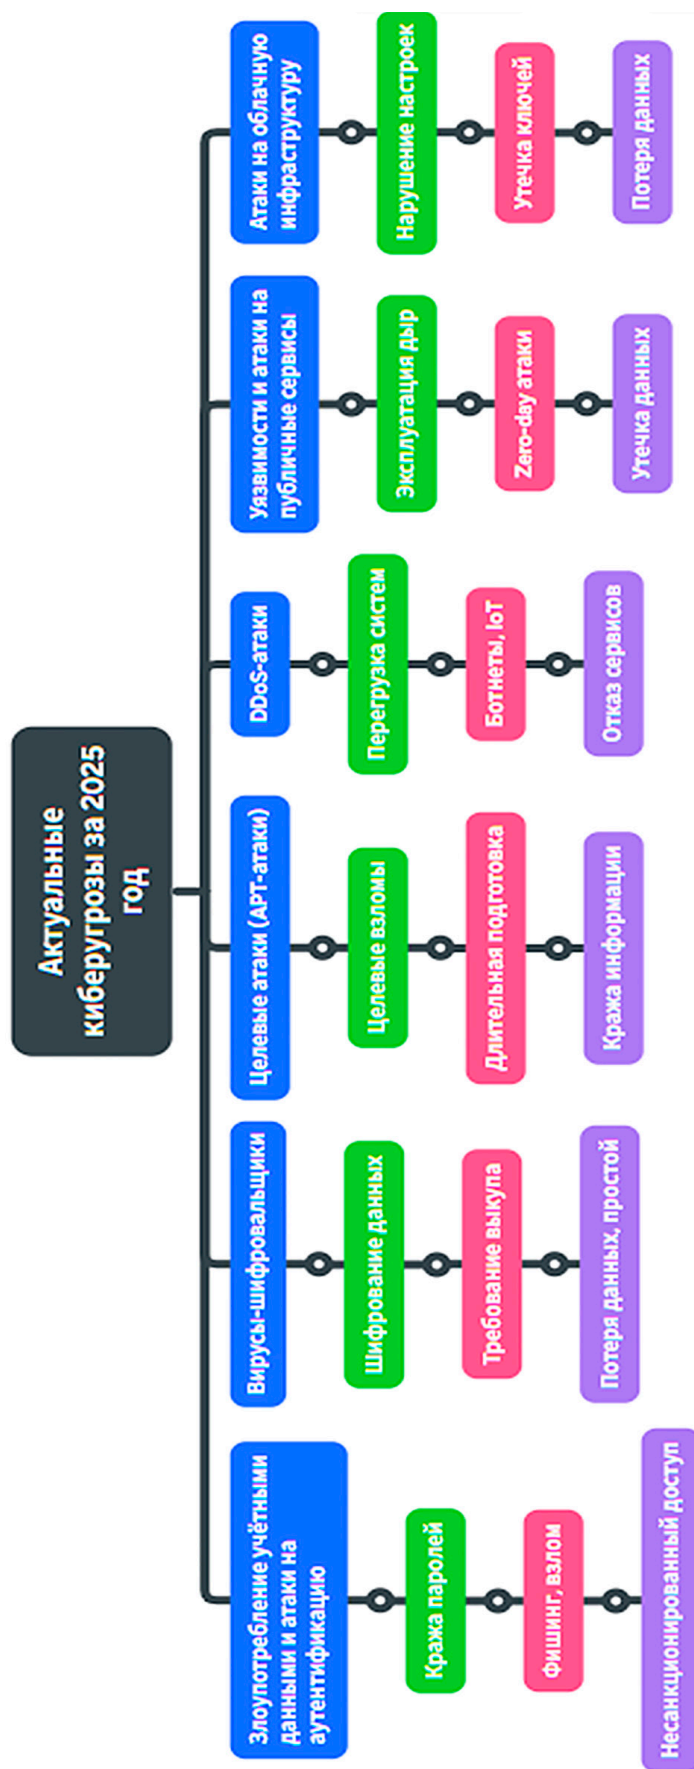 Актуальные
киберугрозы за 2025
год
Злоупотребление учётными
данными и атаки на
аутентификацию
Кража паролей
Фишинг, взлом
Несанкционированный доступ
Вирусы-шифровальщики
Шифрование данных
Требование выкупа
Потеря данных, простой
Целевые атаки (APT-атаки)
Целевые взломы
Длительная подготовка
Кража информации
DDoS-атаки
Перегрузка систем
Ботнеты, IoT
Отказ сервисов
Уязвимости и атаки на
публичные сервисы
Эксплуатация дыр
Zero-day атаки
Утечка данных
Атаки на облачную
инфраструктуру
Нарушение настроек
Утечка ключей
Потеря данных